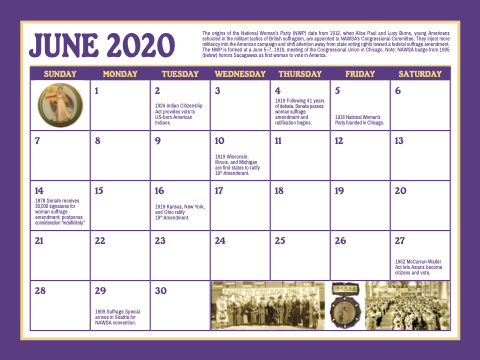 JUNE 2020
The origins of the National Woman's Party (NWP) date from 1912, when Alice Paul and Lucy Burns, young Americans
schooled in the militant tactics of British suffragism, are appointed to NAWSA's Congressional Committee. They inject more
militancy into the American campaign and shift attention away from state voting rights toward a federal suffrage amendment.
The NWP is formed at a June 5–7, 1916, meeting of the Congressional Union in Chicago. Note: NAWSA badge from 1905
(below) honors Sacagawea as first woman to vote in America.
SUNDAY MONDAY TUESDAY WEDNESDAY THURSDAY FRIDAY SATURDAY
1
2
1924 Indian Citizenship
Act provides vote to
US-born American
Indians.
3
4
1919 Following 41 years
of debate, Senate passes
woman suffrage
amendment and
ratification begins.
5
1916 National Woman's
Party founded in Chicago.
6
7
8
9
10
1919 Wisconsin,
Illinois, and Michigan
are first states to ratify
19th Amendment.
11
12
13
14
1878 Senate receives
30,000 signatures for
woman suffrage
amendment; postpones
consideration "indefinitely."
15
16
1919 Kansas, New York,
and Ohio ratify
19th Amendment.
17
18
19
20
21
22
23
24
25
26
27
1952 McCarran-Walter
Act lets Asians become
citizens and vote.
28
29
1909 Suffrage Special
arrives in Seattle for
NAWSA convention.
30